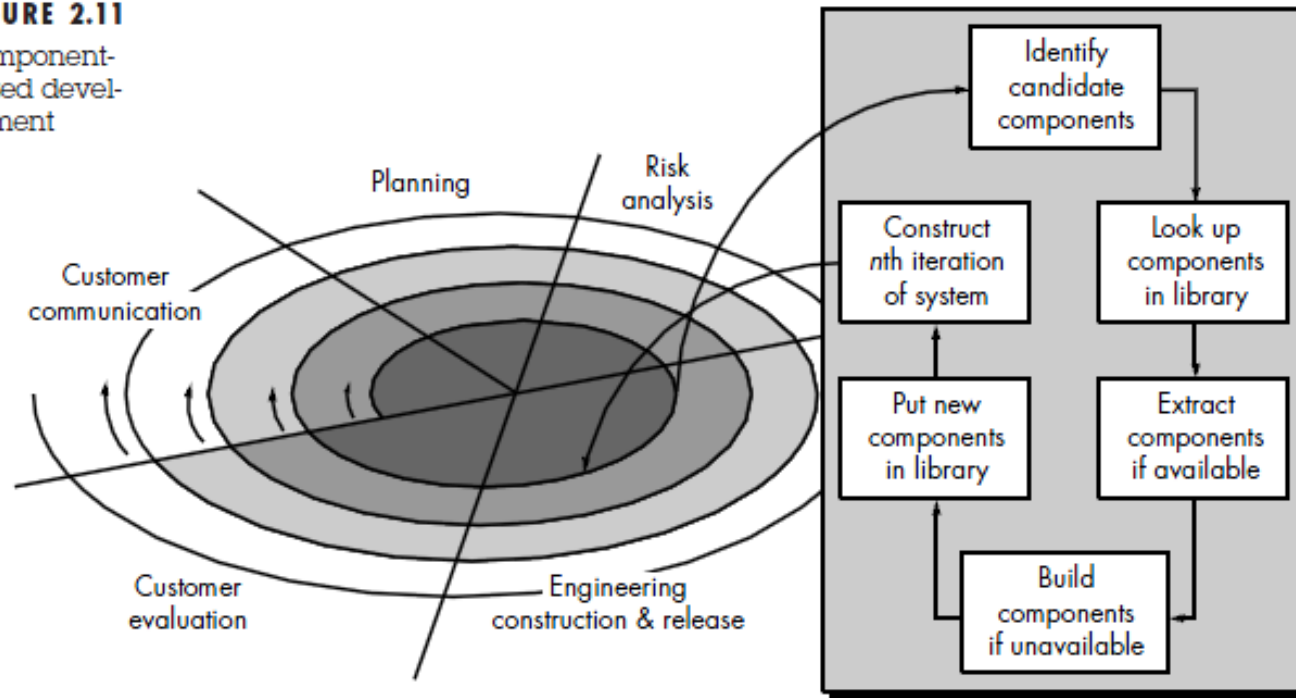 URE 2.11
mponent-
ed devel-
ment
Planning
Risk
analysis
Customer
communication
Customer
evaluation
Engineering
construction & release
Identify
candidate
components
Look up
components
in library
Extract
components
if available
Build
components
if unavailable
Put new
components
in library
Construct
nth iteration
of system